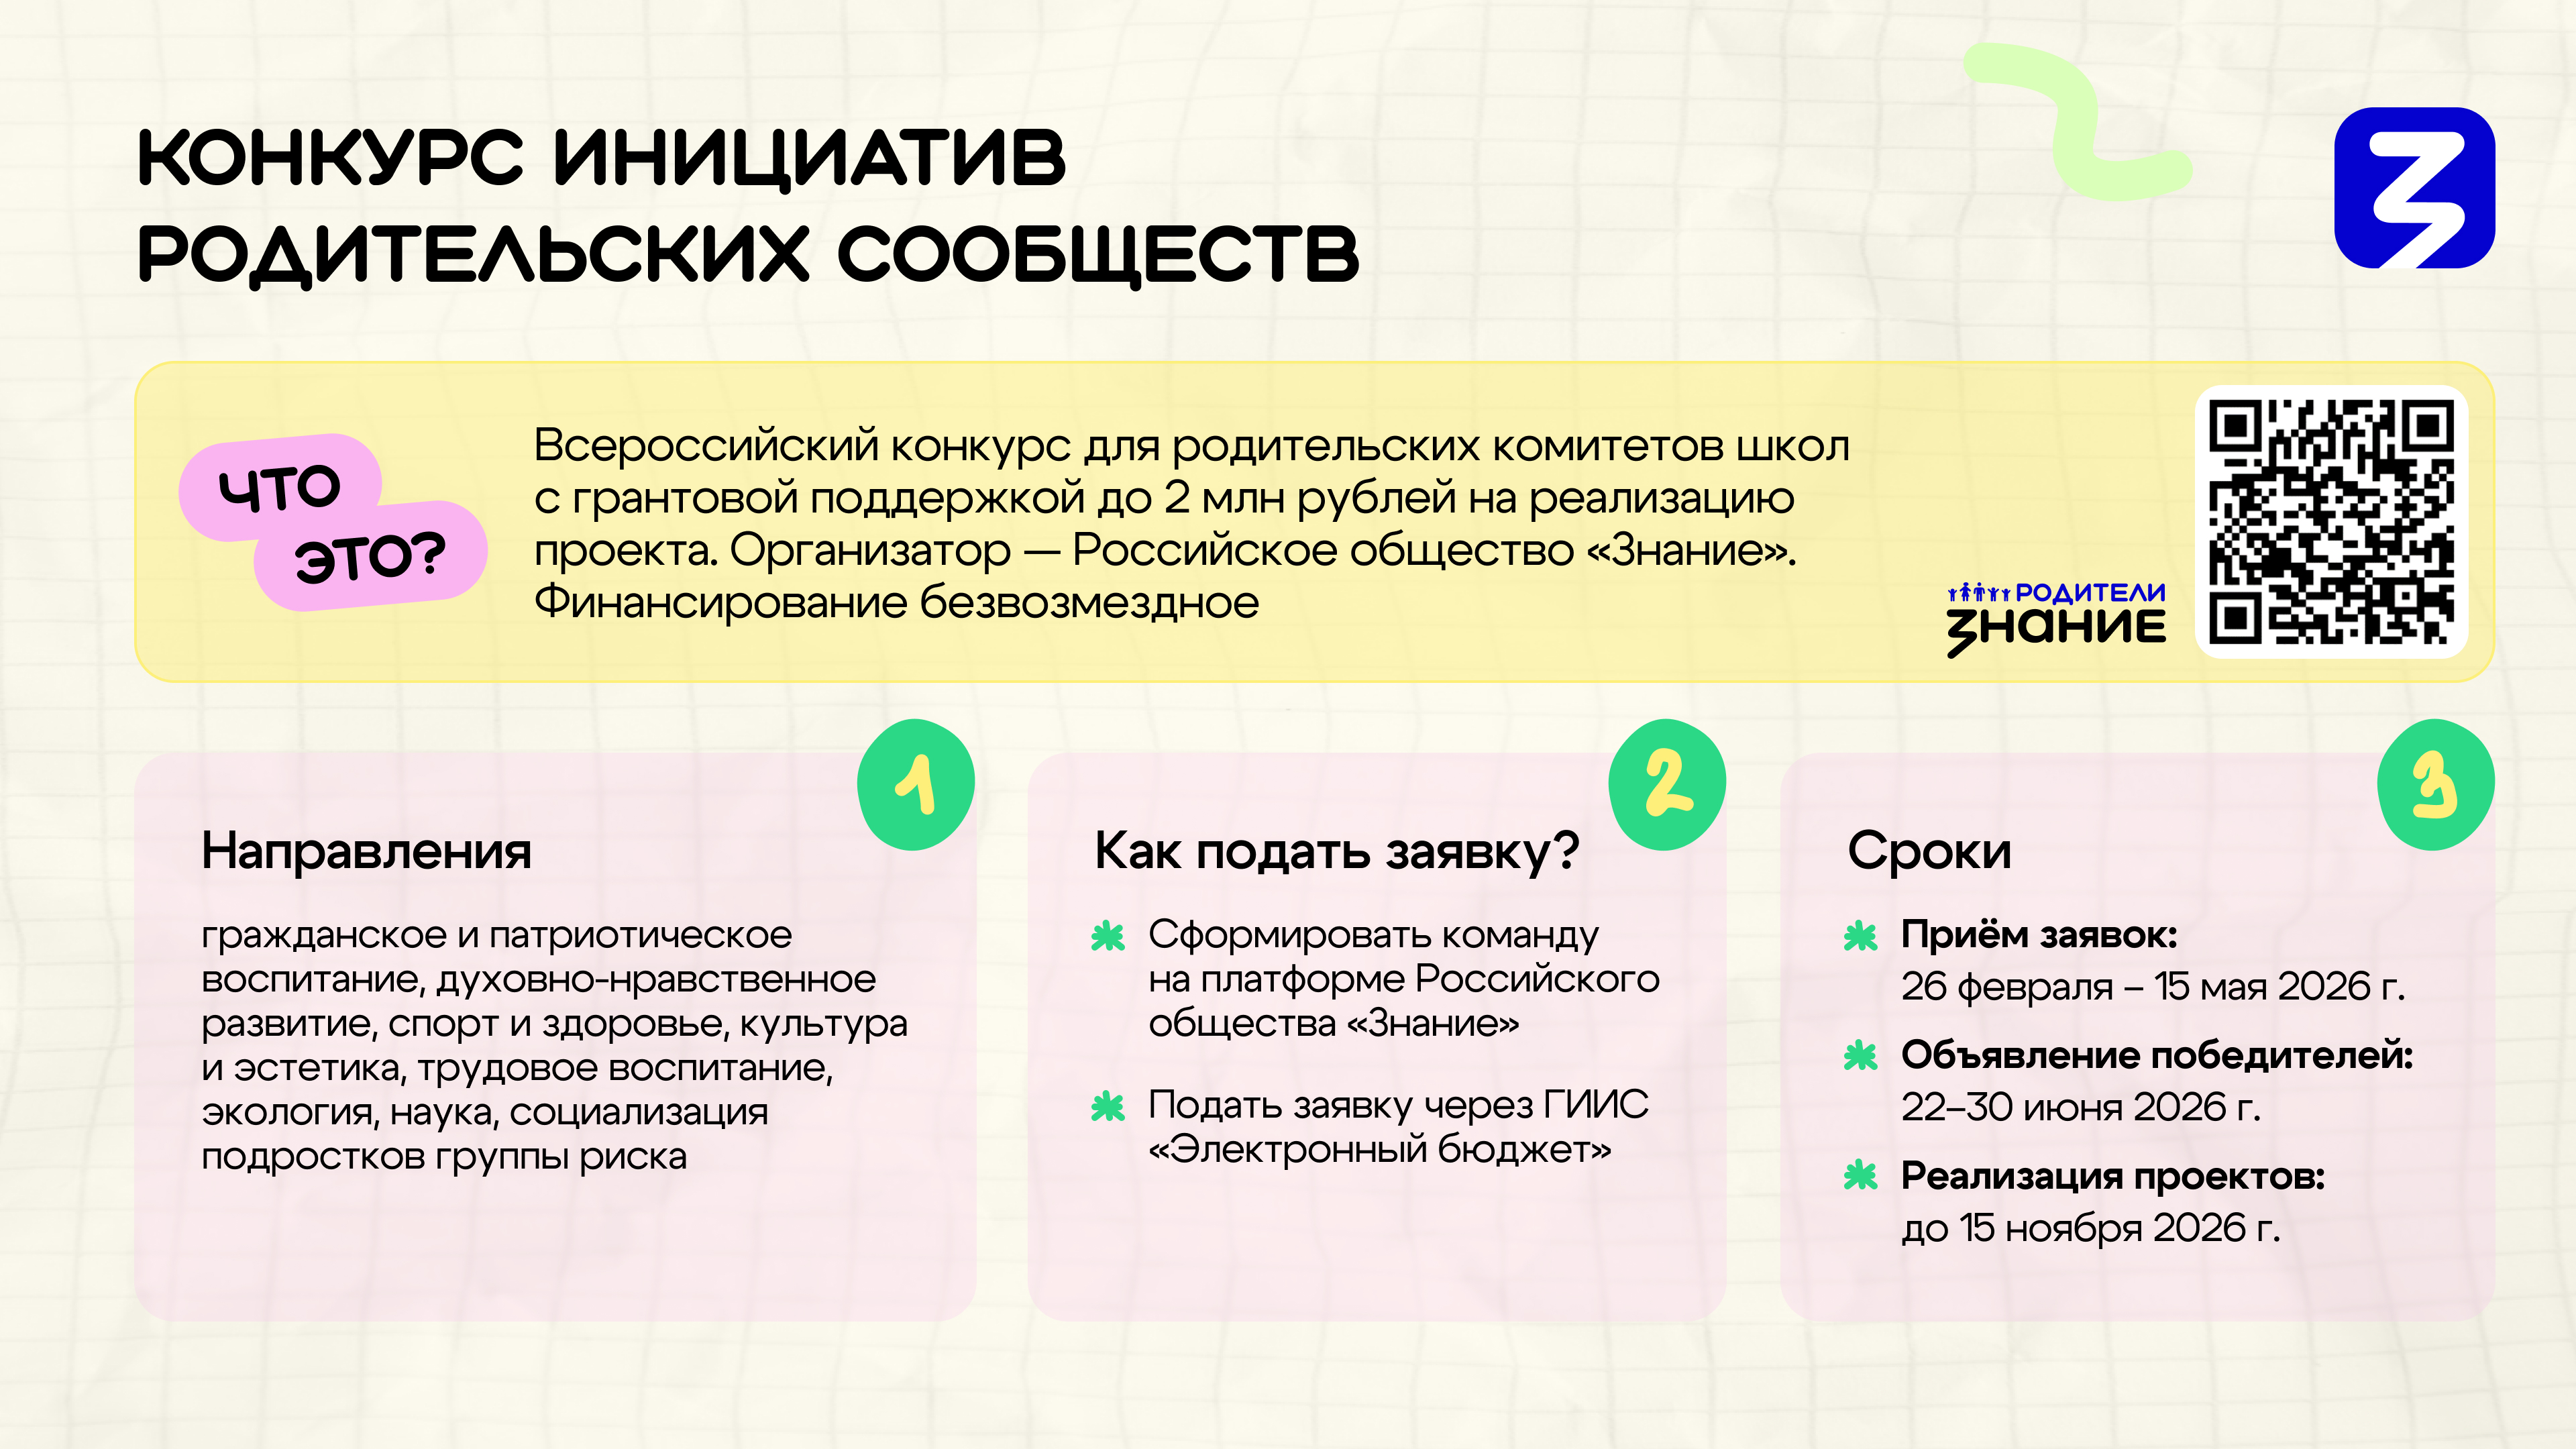 КОНКУРС ИНИЦИАТИВ
РОДИТЕЛЬСКИХ СООБЩЕСТВ
ЧТО
ЭТО?
Всероссийский конкурс для родительских комитетов школ
с грантовой поддержкой до 2 млн рублей на реализацию
проекта. Организатор — Российское общество «Знание».
Финансирование безвозмездное
РОДИТЕЛИ
ЗНАНИЕ
1
Направления
гражданское и патриотическое
воспитание, духовно-нравственное
развитие, спорт и здоровье, культура
и эстетика, трудовое воспитание,
экология, наука, социализация
подростков группы риска
2
Как подать заявку?
Сформировать команду
на платформе Российского
общества «Знание»
Подать заявку через ГИИС
«Электронный бюджет»
3
Сроки
Приём заявок:
26 февраля – 15 мая 2026 г.
Объявление победителей:
22–30 июня 2026 г.
Реализация проектов:
до 15 ноября 2026 г.